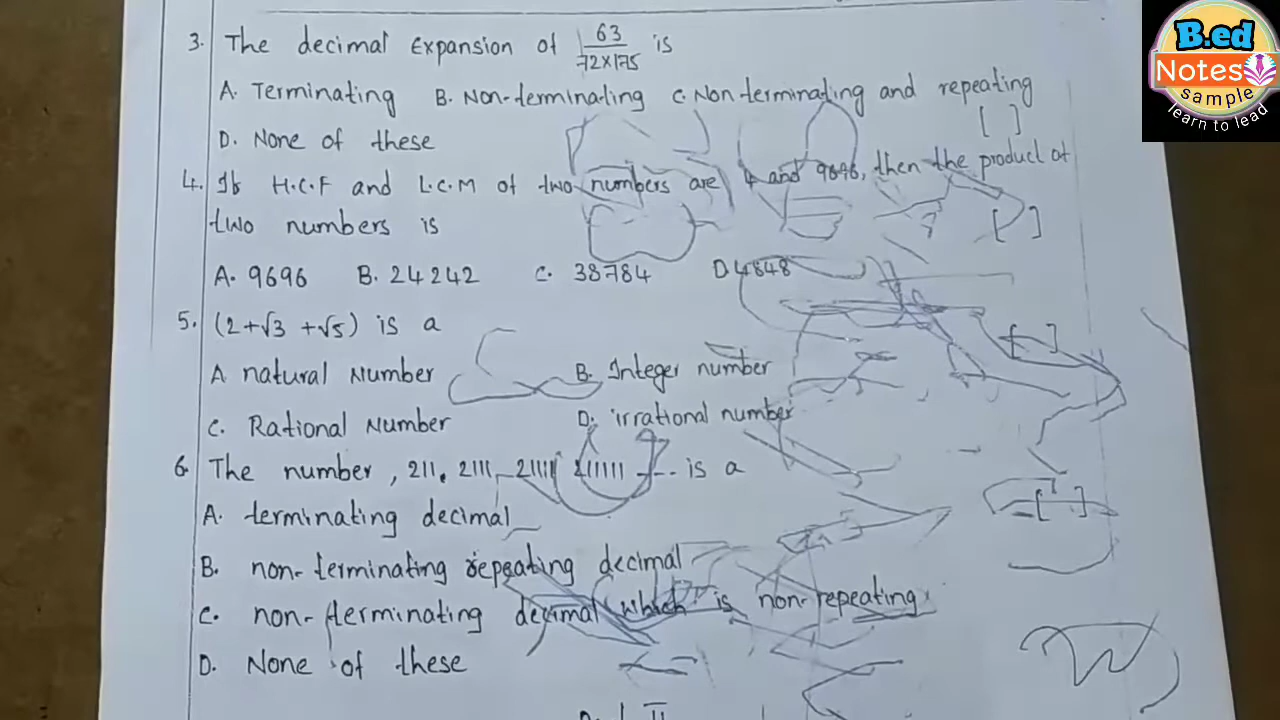 B.ed
Notes
sample
learn to lead
3. The decimal Expansion of 63/72×175 is
A. Terminating B. Non-terminating C. Non terminating and repeating
D. None of these [ ]
4. If H.C.F and L.C.M of two numbers are 4 and 9696, then the product of
two numbers is [ ]
A. 9696 B. 24242 C. 38784 D 4848
5. (2+√3 +√5) is a [ ]
A natural Number B. Integer number
C. Rational Number D. irrational number
6. The number, 211. 2111 21111 211111 ---- is a
A. terminating decimal [ ]
B. non-terminating repeating decimal
C. non-terminating decimal which is non-repeating
D. None of these